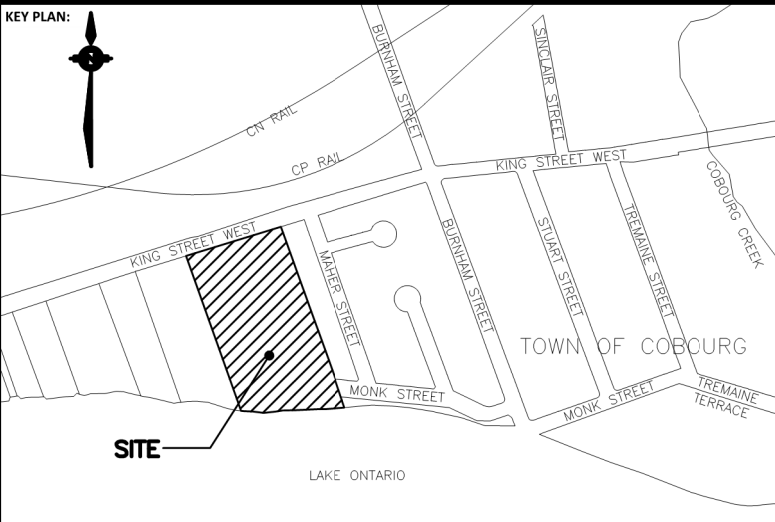 KEY PLAN:
N
BURNHAM STREET
SINCLAIR STREET
CN RAIL
CP RAIL
KING STREET WEST
COBOURG CREEK
KING STREET WEST
MAHER STREET
BURNHAM STREET
STUART STREET
TREMAINE STREET
TOWN OF COBOURG
MONK STREET
MONK STREET
TREMAINE
TERRACE
SITE
LAKE ONTARIO